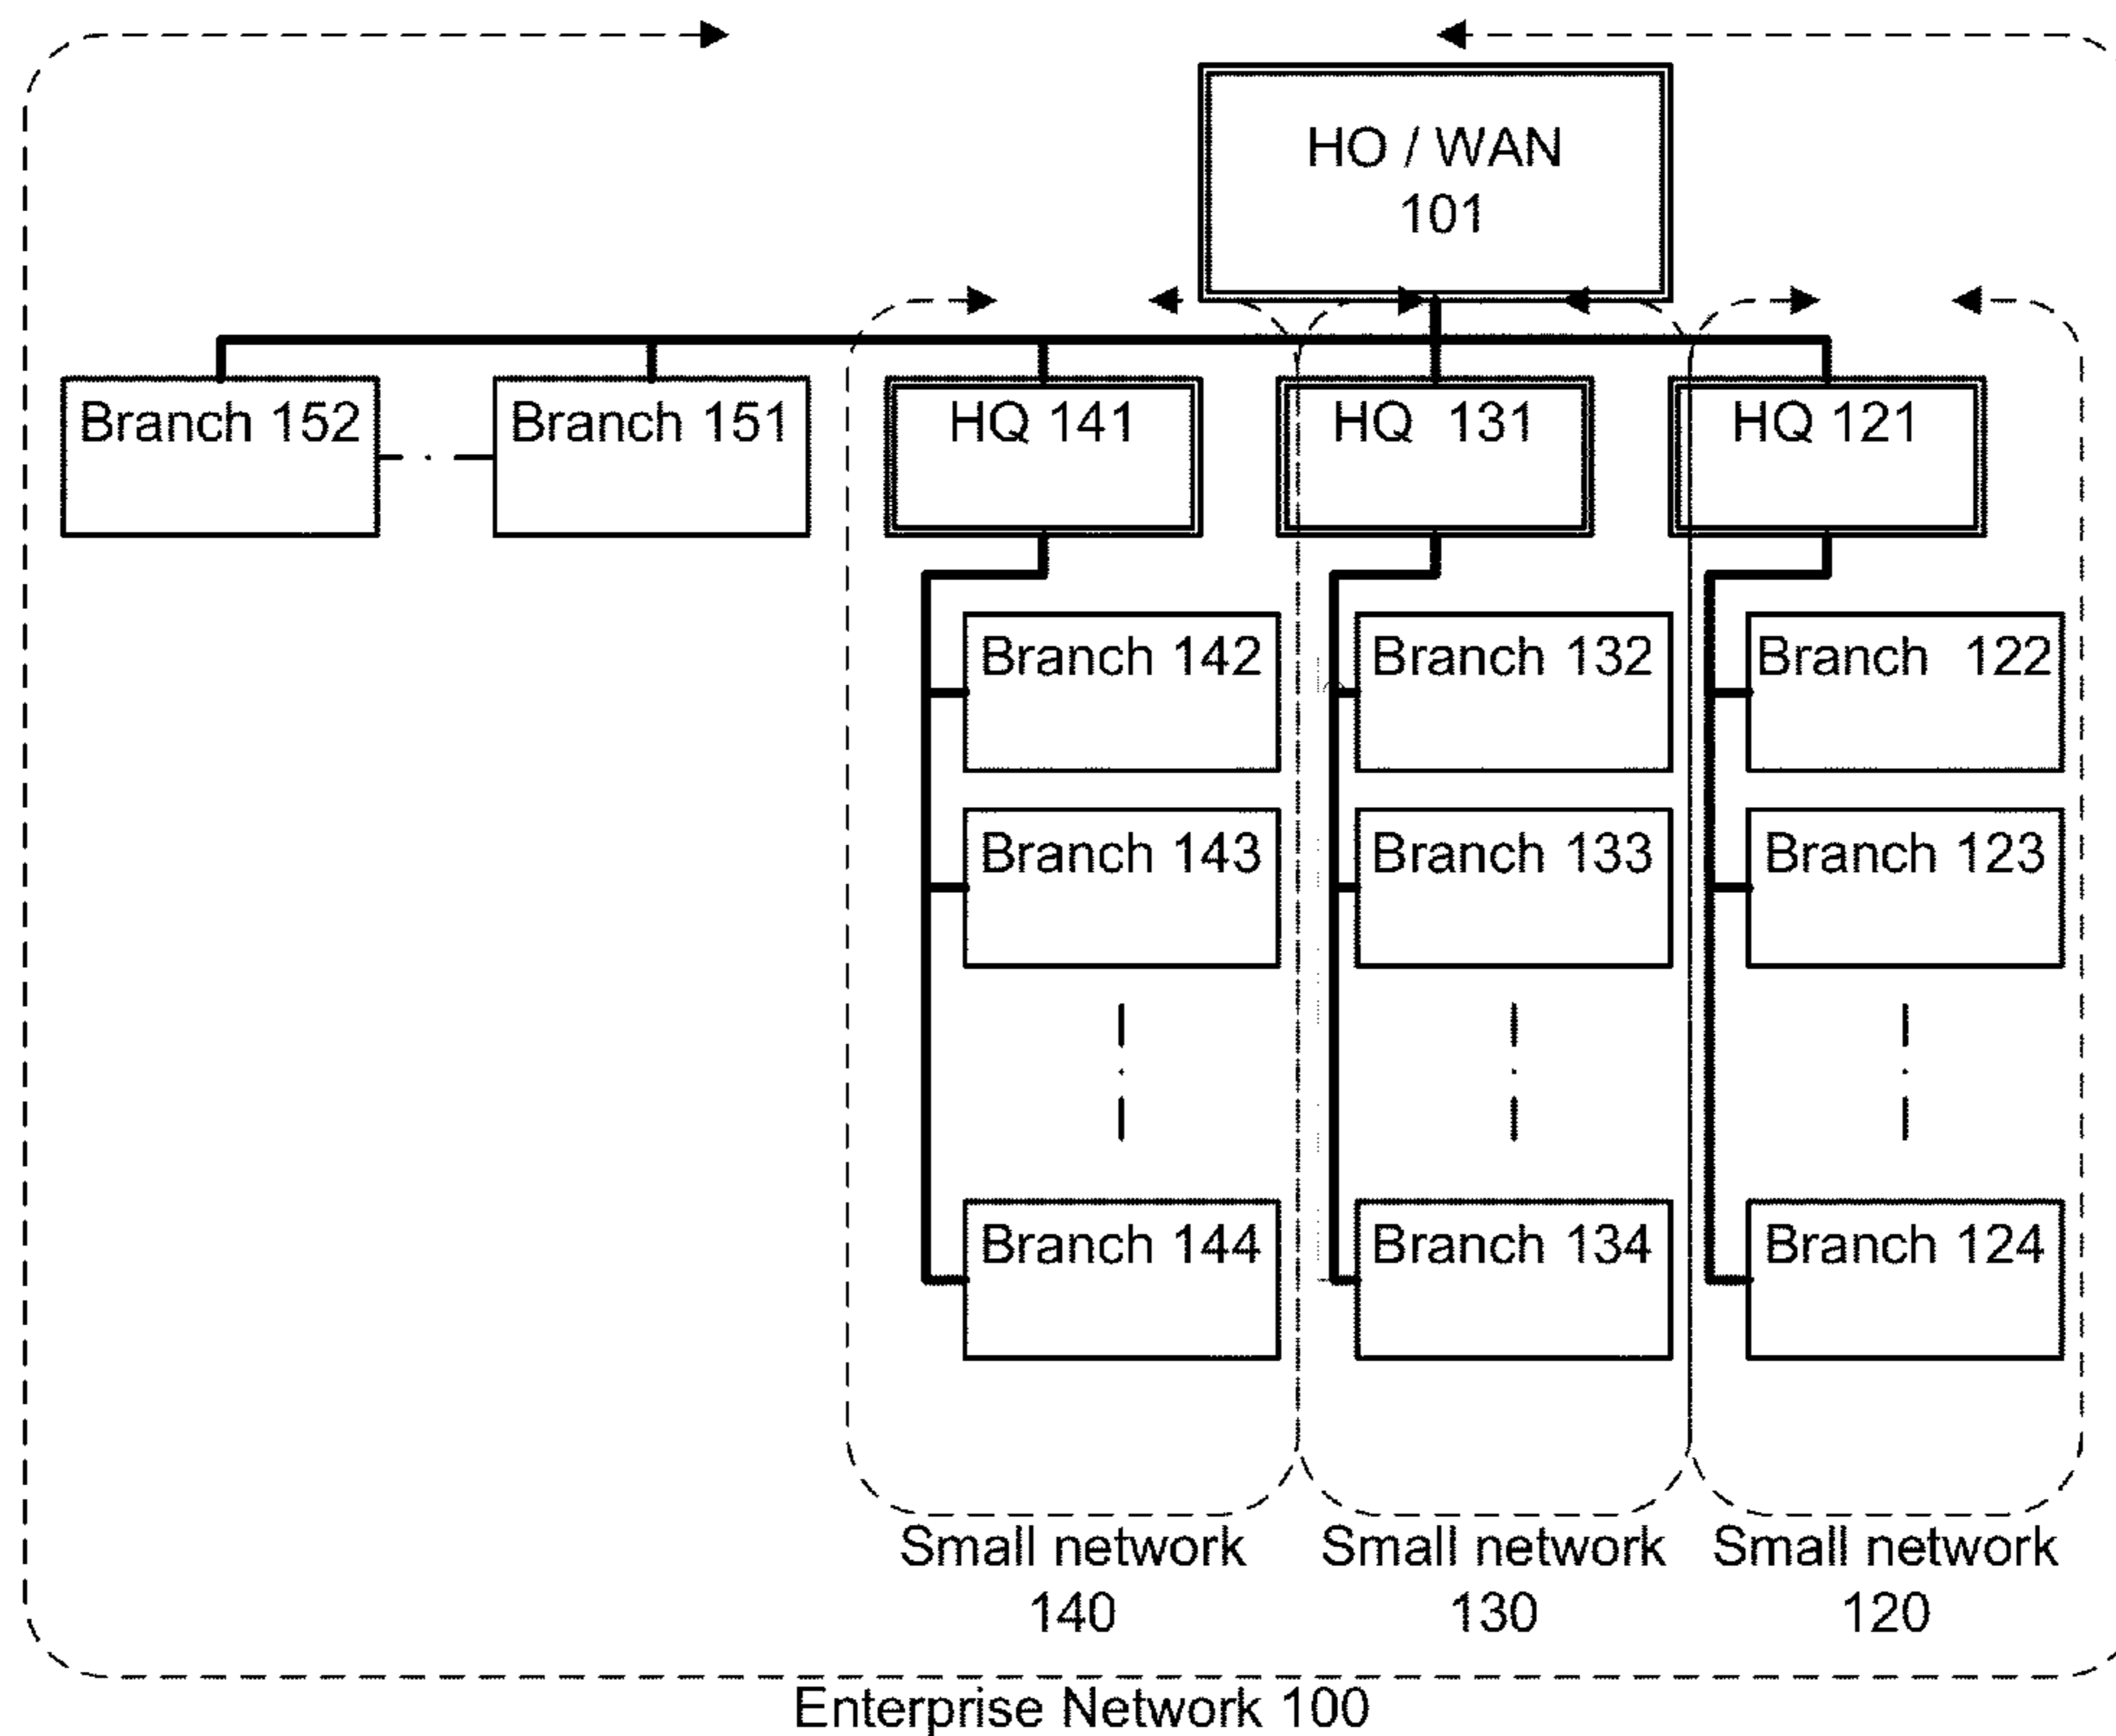 HO / WAN
101
Branch 152
Branch 151
HQ 141
HQ 131
HQ 121
Branch 142
Branch 132
Branch 122
Branch 143
Branch 133
Branch 123
Branch 144
Branch 134
Branch 124
Small network
140
Small network
130
Small network
120
Enterprise Network 100